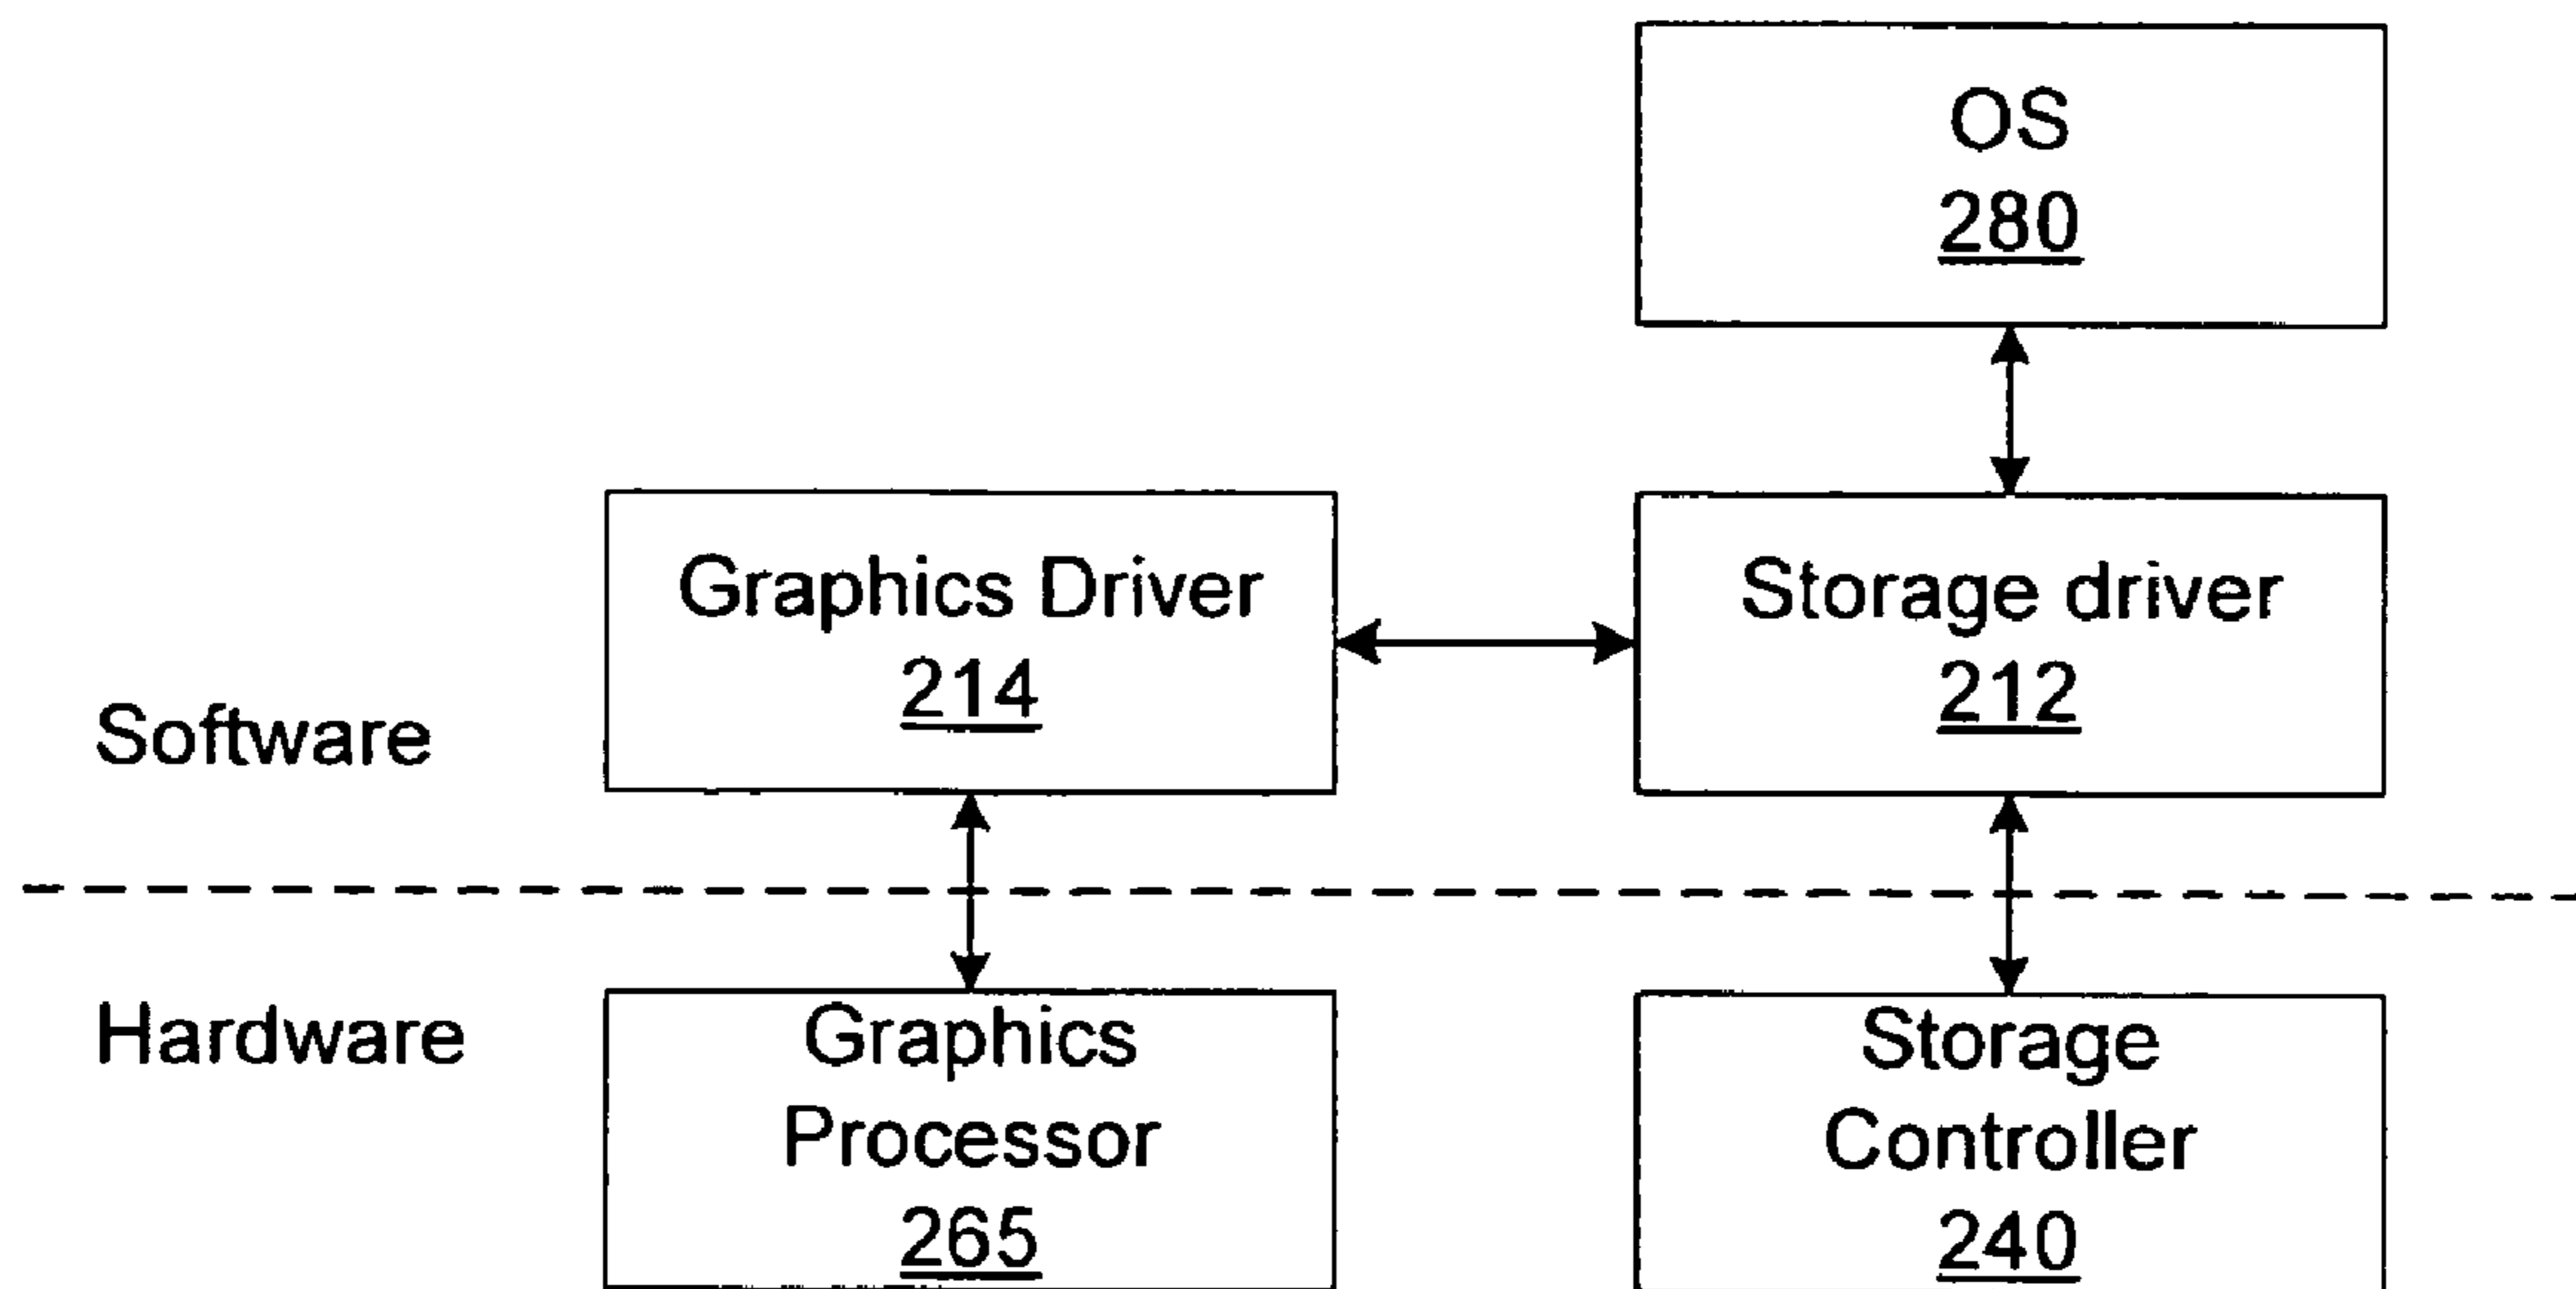 OS
280
Graphics Driver
214
Storage driver
212
Software
Hardware
Graphics
Processor
265
Storage
Controller
240